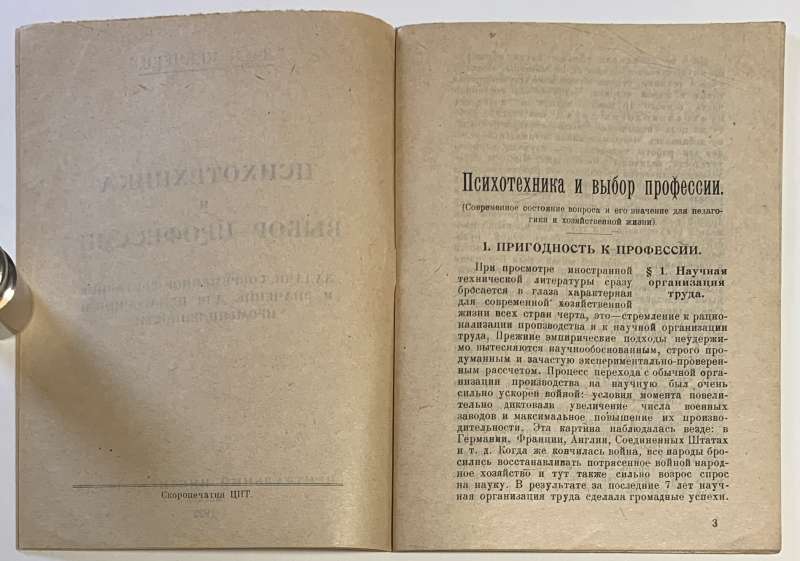 Скоропечатня ЦИТ.
Психотехника и выбор профессии.
(Современное состояние вопроса и его значение для педаго-
гики и хозяйственной жизни).
1. ПРИГОДНОСТЬ К ПРОФЕССИИ.
§ 1. Научная
организация
труда.
При просмотре иностранной
технической литературы сразу
бросается в глаза характерная
для современной хозяйственной
жизни всех стран черта, это—стремление к рацио-
нализации произ́водства и к научной организации
труда, Прежние эмпирические подходы неудержи-
мо вытесняются научнообоснованным, строго про-
думанным и зачастую экспериментально-проверен-
ным рассчетом. Процесс перехода с обычной орга-
низации производства на научную был очень
сильно ускорен войной: условия момента повели-
тельно диктовали увеличение числа военных
заводов и максимальное повышение их произво-
дительности. Эта картина наблюдалась везде: в
Германии, Франции, Англии, Соединенных Штатах
и т. д. Когда же кончилась война, все народы бро-
сились восстанавливать потрясенное войной народ-
ное хозяйство и тут также сильно возрос спрос
на науку. В результате за последние 7 лет науч-
ная организация труда сделала громадные успехи.
3